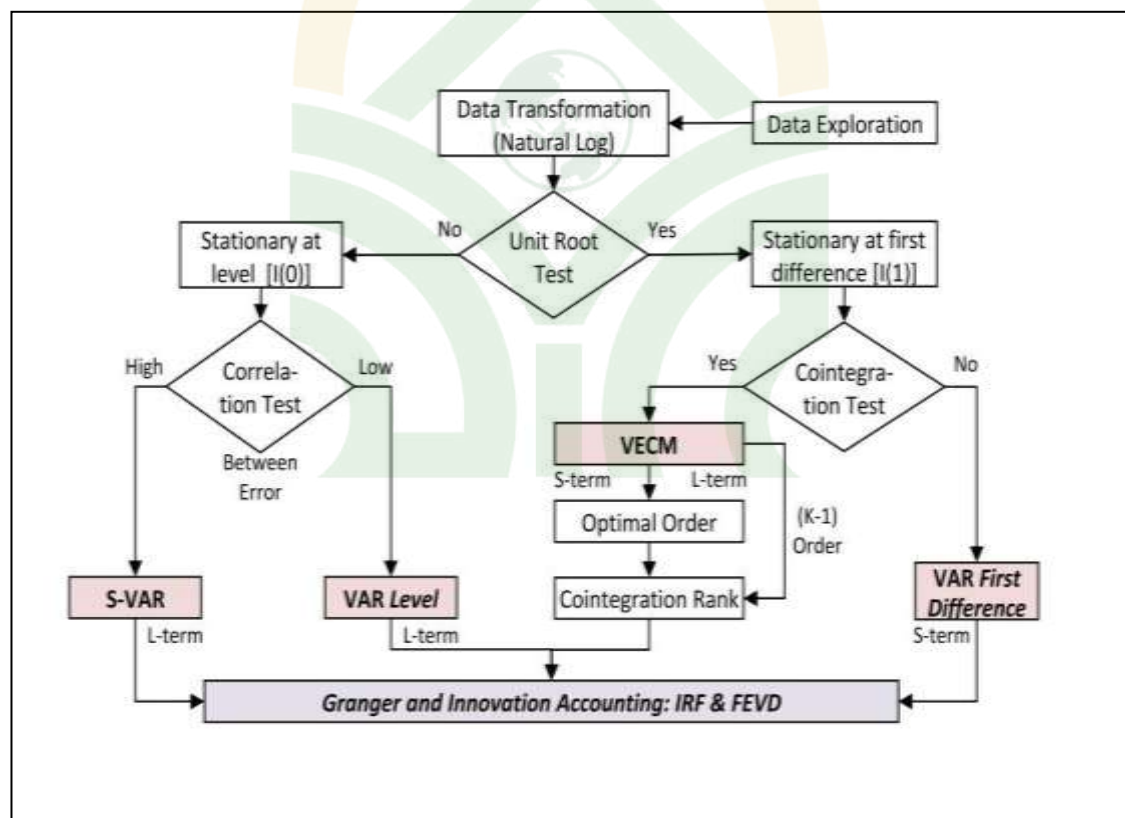 Data Transformation
(Natural Log)
Data Exploration
No
Unit Root
Test
Yes
Stationary at
level [I(0)]
Stationary at first
difference [I(1)]
High
Correla-
tion Test
Low
Between
Error
Yes
Cointegra-
tion Test
No
VECM
S-term
L-term
Optimal Order
(K-1)
Order
Cointegration Rank
S-VAR
L-term
VAR Level
L-term
VAR First
Difference
S-term
Granger and Innovation Accounting: IRF & FEVD